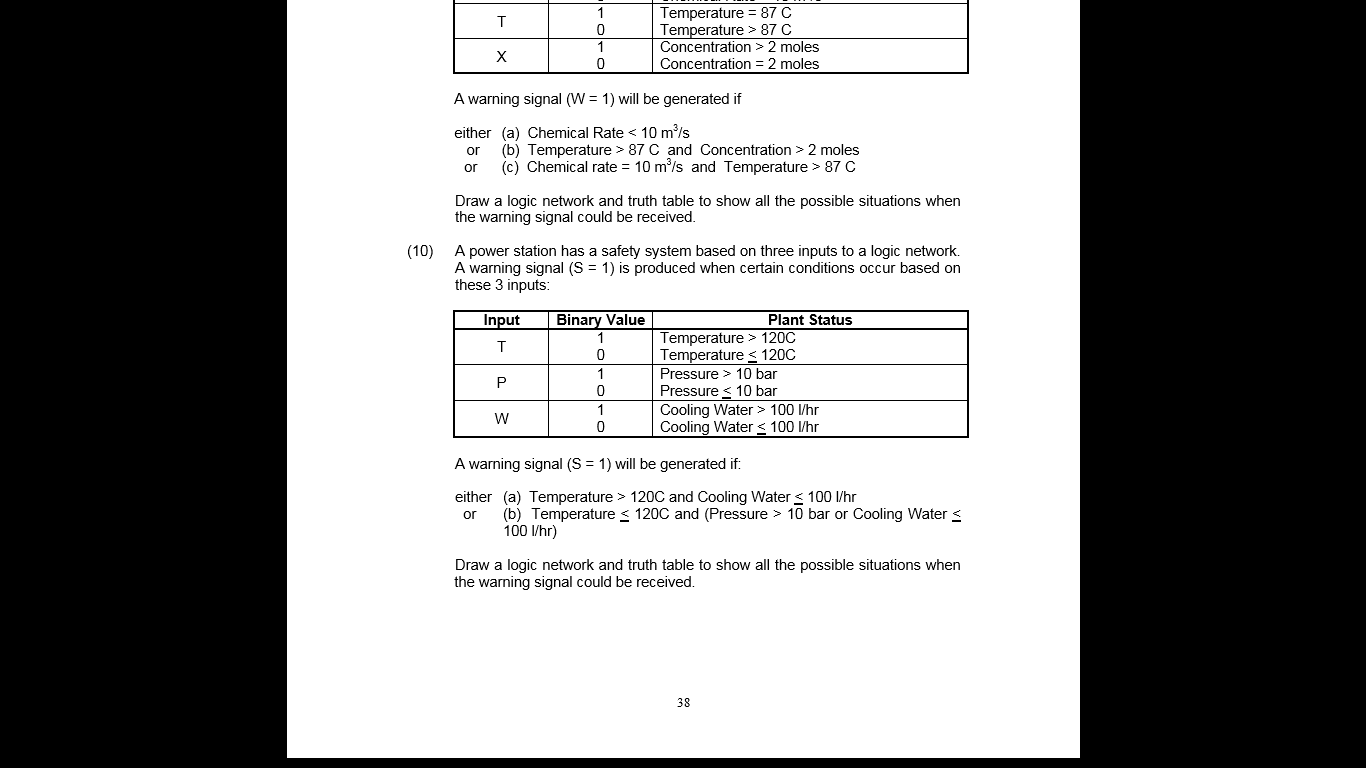 T
1
Temperature = 87 C
0
Temperature > 87 C
X
1
Concentration > 2 moles
0
Concentration = 2 moles
A warning signal (W = 1) will be generated if
either (a) Chemical Rate < 10 m³/s
or (b) Temperature > 87 C and Concentration > 2 moles
or (c) Chemical rate = 10 m³/s and Temperature > 87 C
Draw a logic network and truth table to show all the possible situations when
the warning signal could be received.
(10) A power station has a safety system based on three inputs to a logic network.
A warning signal (S = 1) is produced when certain conditions occur based on
these 3 inputs:
Input Binary Value Plant Status
T
1 Temperature > 120C
0 Temperature ≤ 120C
P
1 Pressure > 10 bar
0 Pressure ≤ 10 bar
W
1 Cooling Water > 100 l/hr
0 Cooling Water ≤ 100 l/hr
A warning signal (S = 1) will be generated if:
either (a) Temperature > 120C and Cooling Water ≤ 100 l/hr
or (b) Temperature ≤ 120C and (Pressure > 10 bar or Cooling Water ≤
100 l/hr)
Draw a logic network and truth table to show all the possible situations when
the warning signal could be received.
38